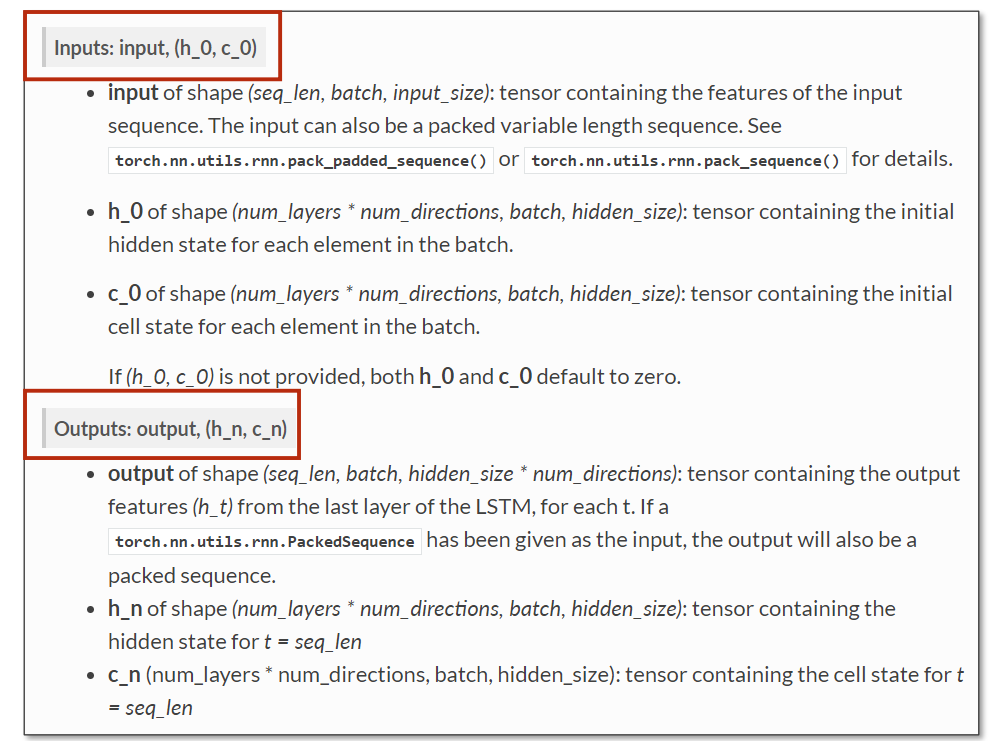 Inputs: input, (h_0, c_0)
• input of shape (seq_len, batch, input_size): tensor containing the features of the input
sequence. The input can also be a packed variable length sequence. See
torch.nn.utils.rnn.pack_padded_sequence() or torch.nn.utils.rnn.pack_sequence() for details.
• h_0 of shape (num_layers * num_directions, batch, hidden_size): tensor containing the initial
hidden state for each element in the batch.
• c_0 of shape (num_layers * num_directions, batch, hidden_size): tensor containing the initial
cell state for each element in the batch.
If (h_0, c_0) is not provided, both h_0 and c_0 default to zero.
Outputs: output, (h_n, c_n)
• output of shape (seq_len, batch, hidden_size * num_directions): tensor containing the output
features (h_t) from the last layer of the LSTM, for each t. If a
torch.nn.utils.rnn.PackedSequence has been given as the input, the output will also be a
packed sequence.
• h_n of shape (num_layers * num_directions, batch, hidden_size): tensor containing the
hidden state for t = seq_len
• c_n (num_layers * num_directions, batch, hidden_size): tensor containing the cell state for t
= seq_len